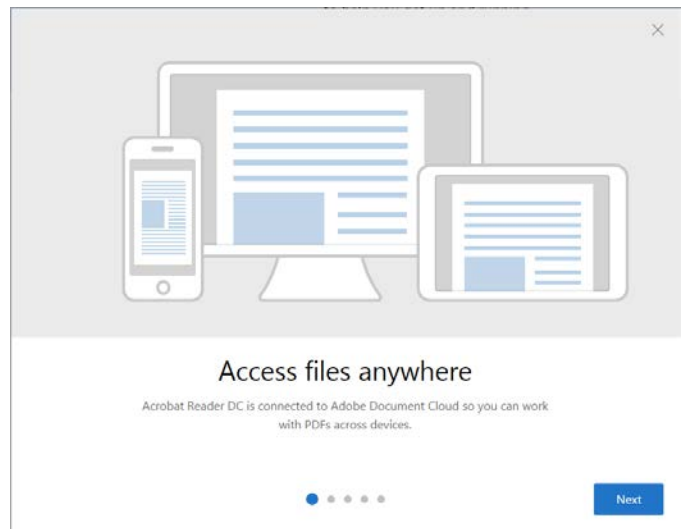 Access files anywhere
Acrobat Reader DC is connected to Adobe Document Cloud so you can work
with PDFs across devices.
Next